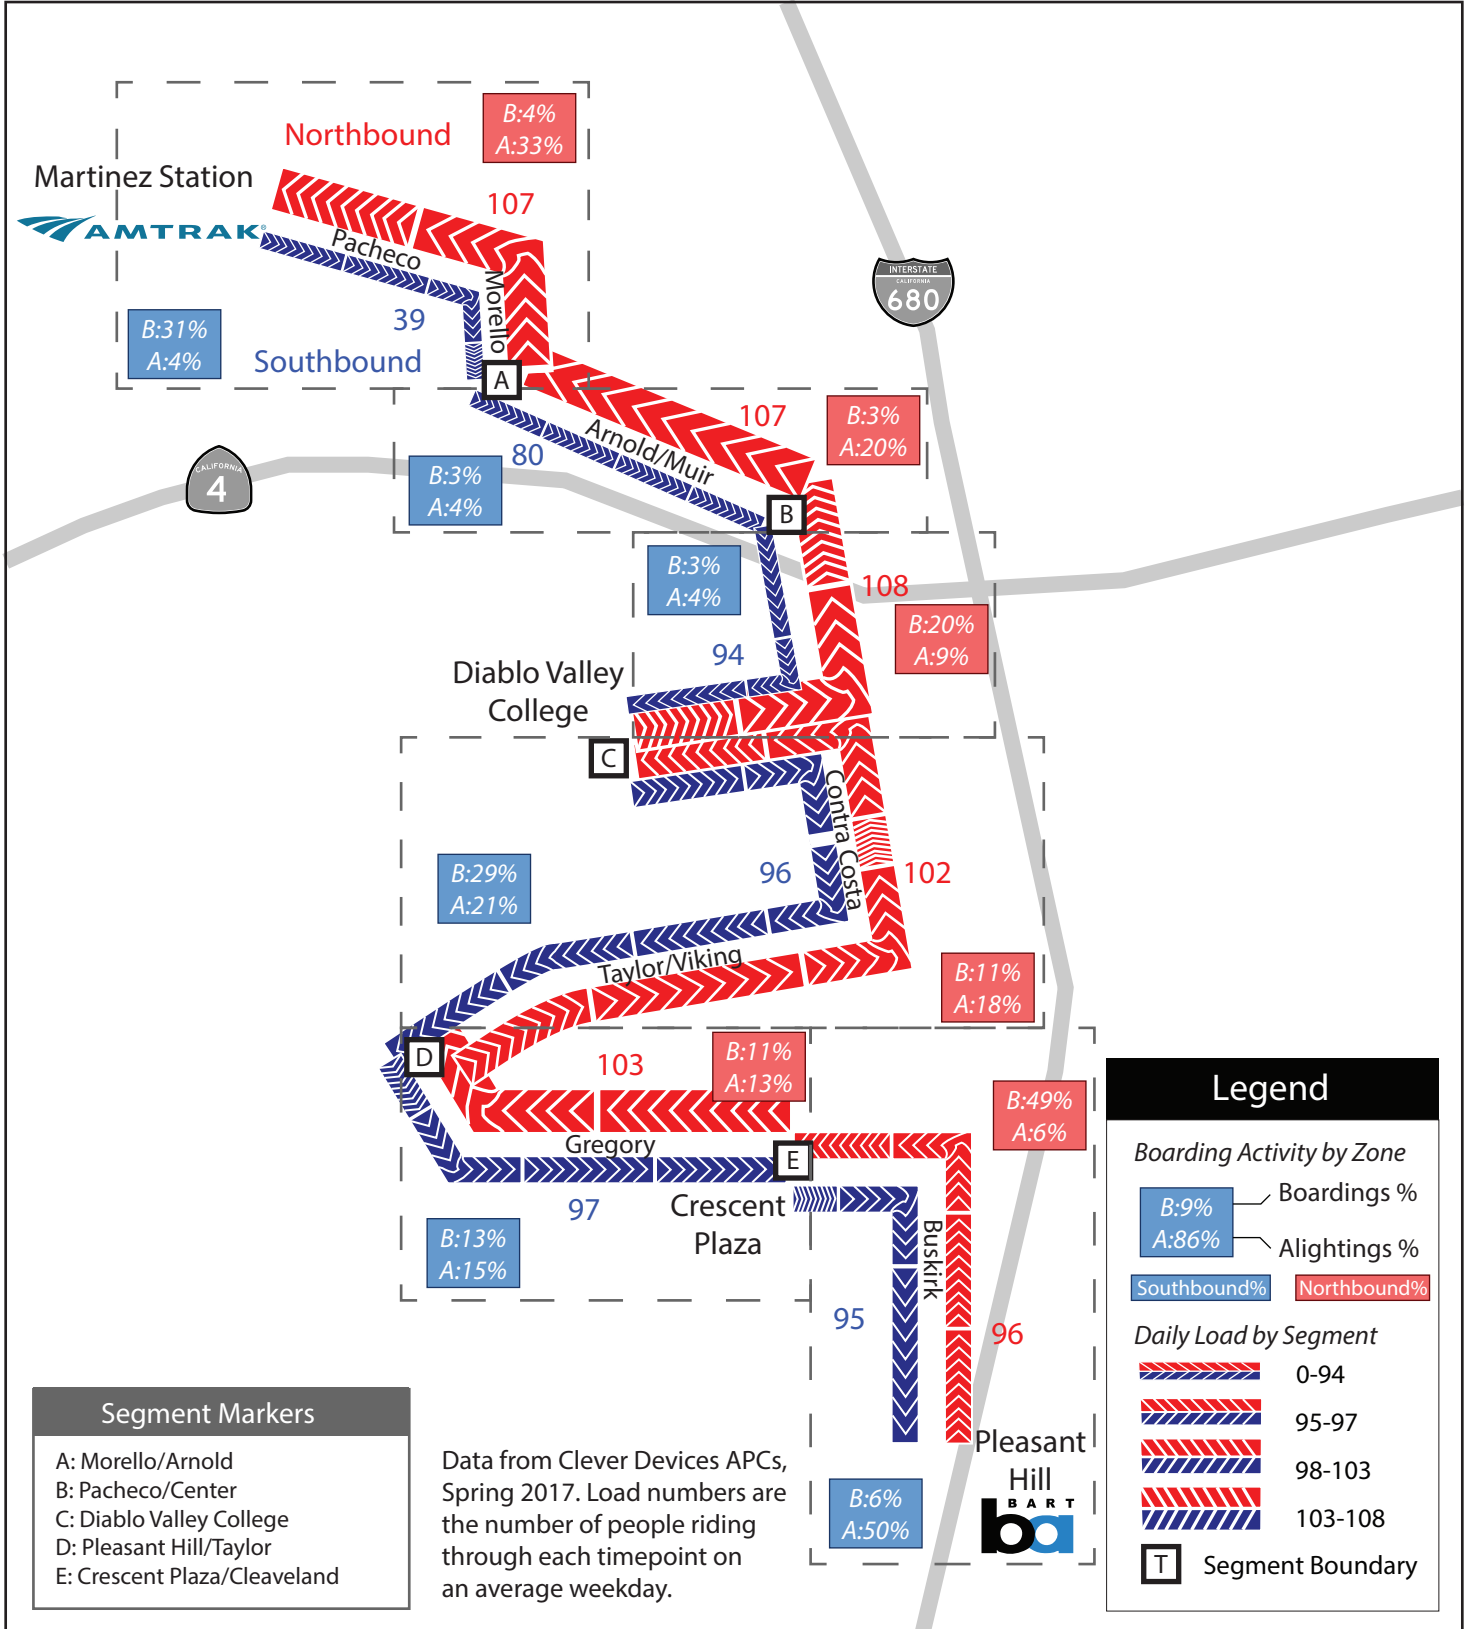 Northbound
B:4%
A:33%
Martinez Station
AMTRAK
107
Pacheco
Morello
39
B:31%
A:4%
Southbound
A
INTERSTATE
CALIFORNIA
680
107
B:3%
A:20%
Arnold/Muir
80
CALIFORNIA
4
B:3%
A:4%
B
B:3%
A:4%
108
B:20%
A:9%
94
Diablo Valley
College
C
Contra Costa
B:29%
A:21%
96
102
Taylor/Viking
B:11%
A:18%
D
103
B:11%
A:13%
B:49%
A:6%
Gregory
E
97
Crescent
Plaza
Buskirk
B:13%
A:15%
95
96
Pleasant
Hill
BART
ba
B:6%
A:50%
Legend
Boarding Activity by Zone
B:9%
A:86%
Boardings %
Alightings %
Southbound%
Northbound%
Daily Load by Segment
0-94
95-97
98-103
103-108
T
Segment Boundary
Segment Markers
A: Morello/Arnold
B: Pacheco/Center
C: Diablo Valley College
D: Pleasant Hill/Taylor
E: Crescent Plaza/Cleaveland
Data from Clever Devices APCs,
Spring 2017. Load numbers are
the number of people riding
through each timepoint on
an average weekday.